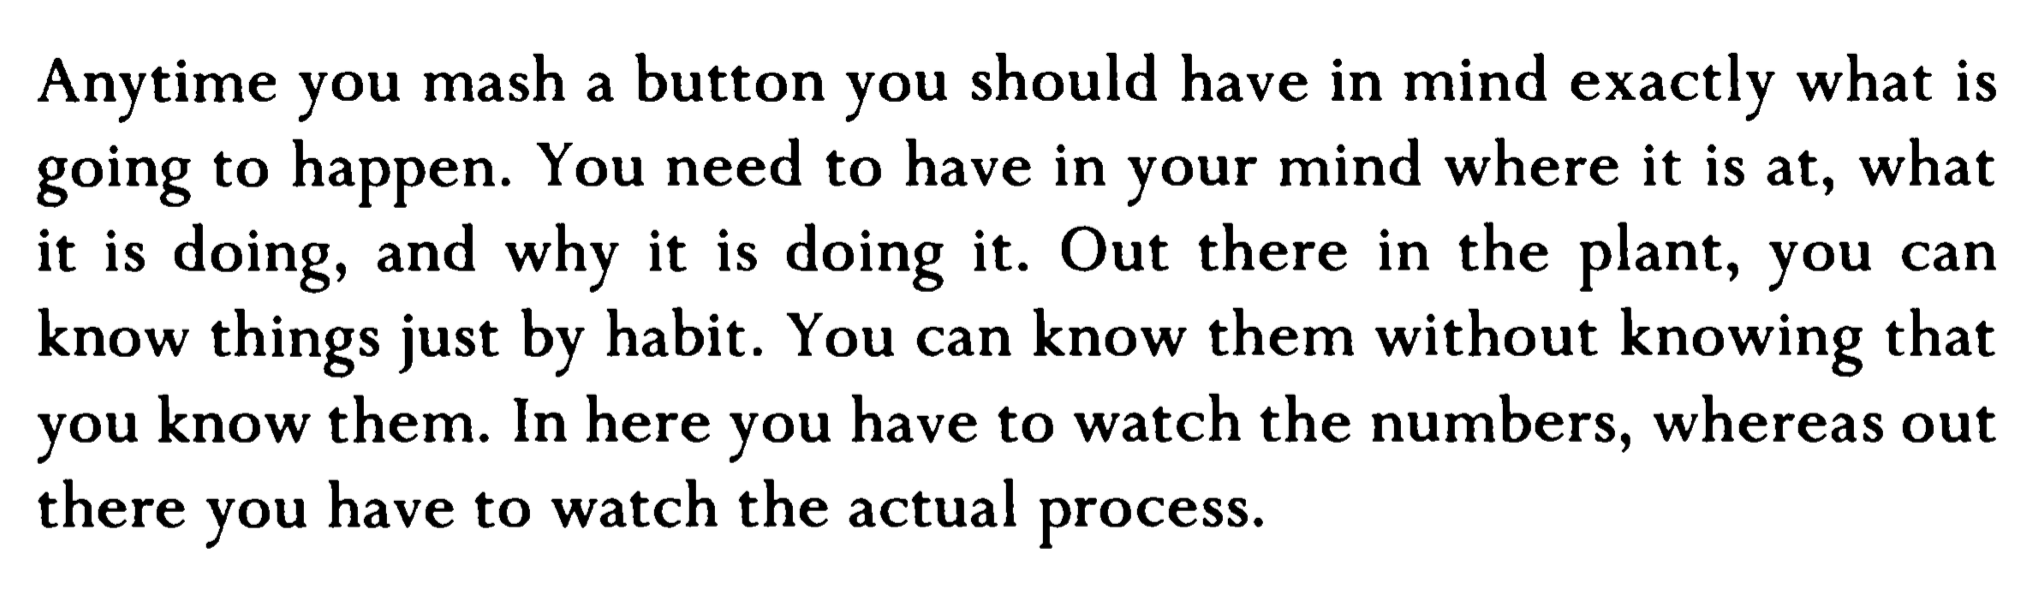 Anytime you mash a button you should have in mind exactly what is
going to happen. You need to have in your mind where it is at, what
it is doing, and why it is doing it. Out there in the plant, you can
know things just by habit. You can know them without knowing that
you know them. In here you have to watch the numbers, whereas out
there you have to watch the actual process.